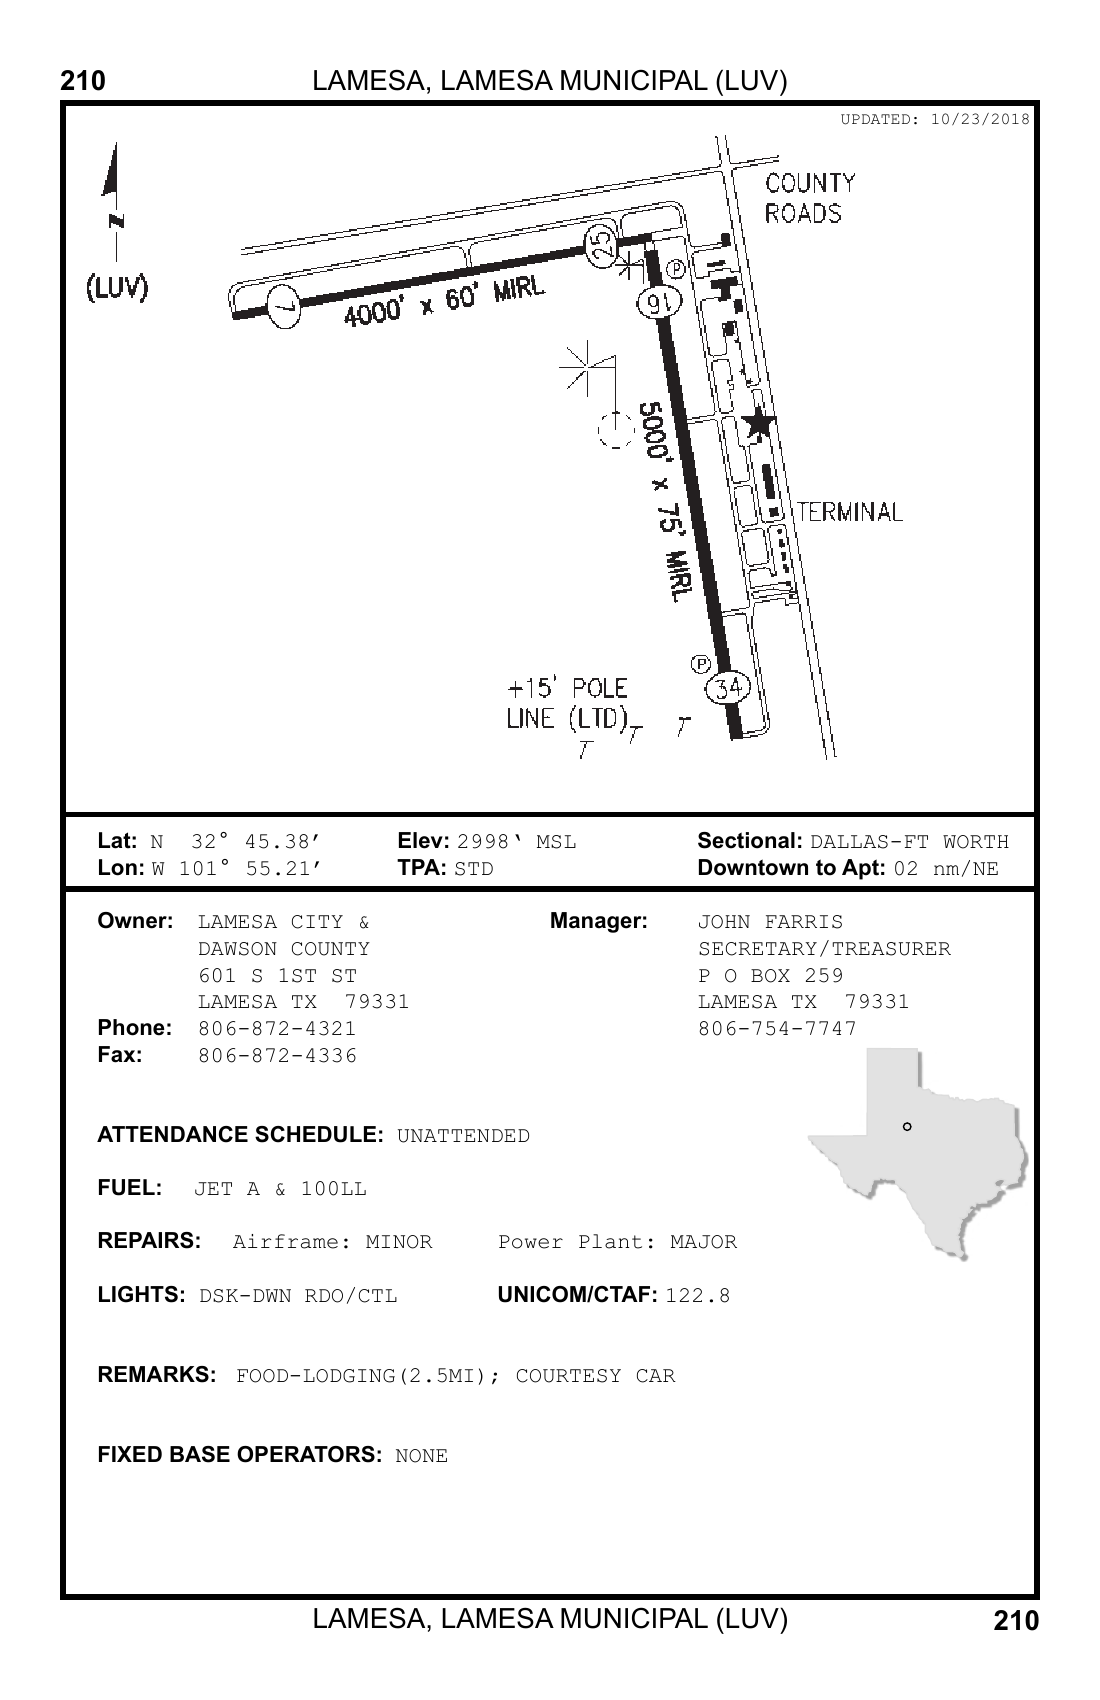 210 LAMESA, LAMESA MUNICIPAL (LUV)
UPDATED: 10/23/2018
N
(LUV)
COUNTY
ROADS
25
7
4000' x 60' MIRL
P
16
5000' x 75' MIRL
TERMINAL
P
34
+15' POLE
LINE (LTD)
T T T
Lat: N 32° 45.38’ Elev: 2998‘ MSL Sectional: DALLAS-FT WORTH
Lon: W 101° 55.21’ TPA: STD Downtown to Apt: 02 nm/NE
Owner: LAMESA CITY & Manager: JOHN FARRIS
DAWSON COUNTY SECRETARY/TREASURER
601 S 1ST ST P O BOX 259
LAMESA TX 79331 LAMESA TX 79331
Phone: 806-872-4321 806-754-7747
Fax: 806-872-4336
ATTENDANCE SCHEDULE: UNATTENDED
FUEL: JET A & 100LL
REPAIRS: Airframe: MINOR Power Plant: MAJOR
LIGHTS: DSK-DWN RDO/CTL UNICOM/CTAF: 122.8
REMARKS: FOOD-LODGING(2.5MI); COURTESY CAR
FIXED BASE OPERATORS: NONE
LAMESA, LAMESA MUNICIPAL (LUV) 210